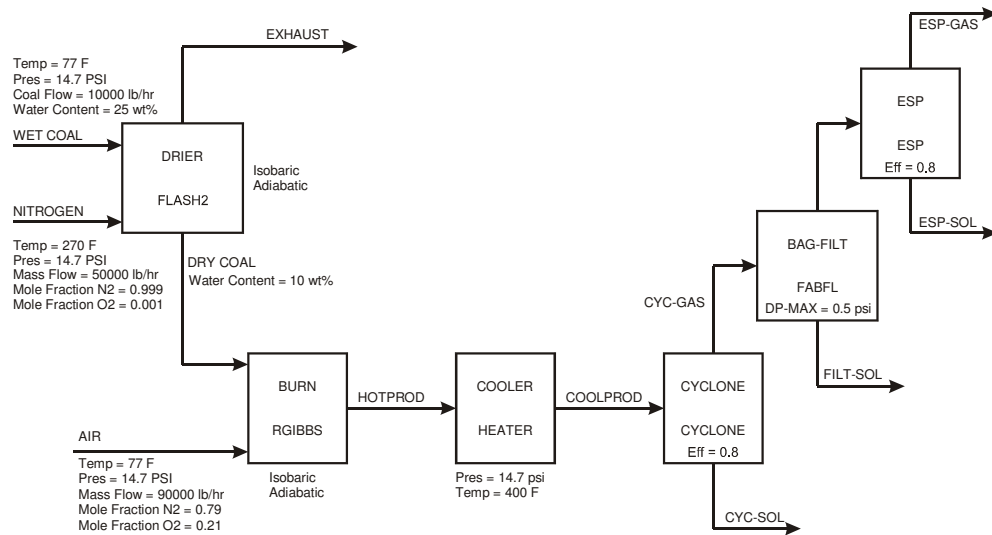 ESP-GAS
EXHAUST
Temp = 77 F
Pres = 14.7 PSI
Coal Flow = 10000 lb/hr
Water Content = 25 wt%
WET COAL
DRIER
FLASH2
Isobaric
Adiabatic
NITROGEN
Temp = 270 F
Pres = 14.7 PSI
Mass Flow = 50000 lb/hr
Mole Fraction N2 = 0.999
Mole Fraction O2 = 0.001
DRY COAL
Water Content = 10 wt%
ESP
ESP
Eff = 0.8
ESP-SOL
BAG-FILT
FABFL
DP-MAX = 0.5 psi
CYC-GAS
FILT-SOL
BURN
RGIBBS
Isobaric
Adiabatic
HOTPROD
COOLER
HEATER
Pres = 14.7 psi
Temp = 400 F
COOLPROD
CYCLONE
CYCLONE
Eff = 0.8
CYC-SOL
AIR
Temp = 77 F
Pres = 14.7 PSI
Mass Flow = 90000 lb/hr
Mole Fraction N2 = 0.79
Mole Fraction O2 = 0.21